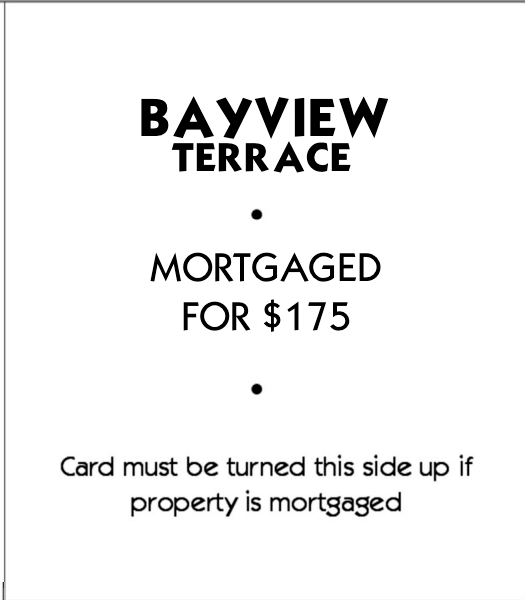 BAYVIEW
TERRACE
•
MORTGAGED
FOR $175
•
Card must be turned this side up if
property is mortgaged